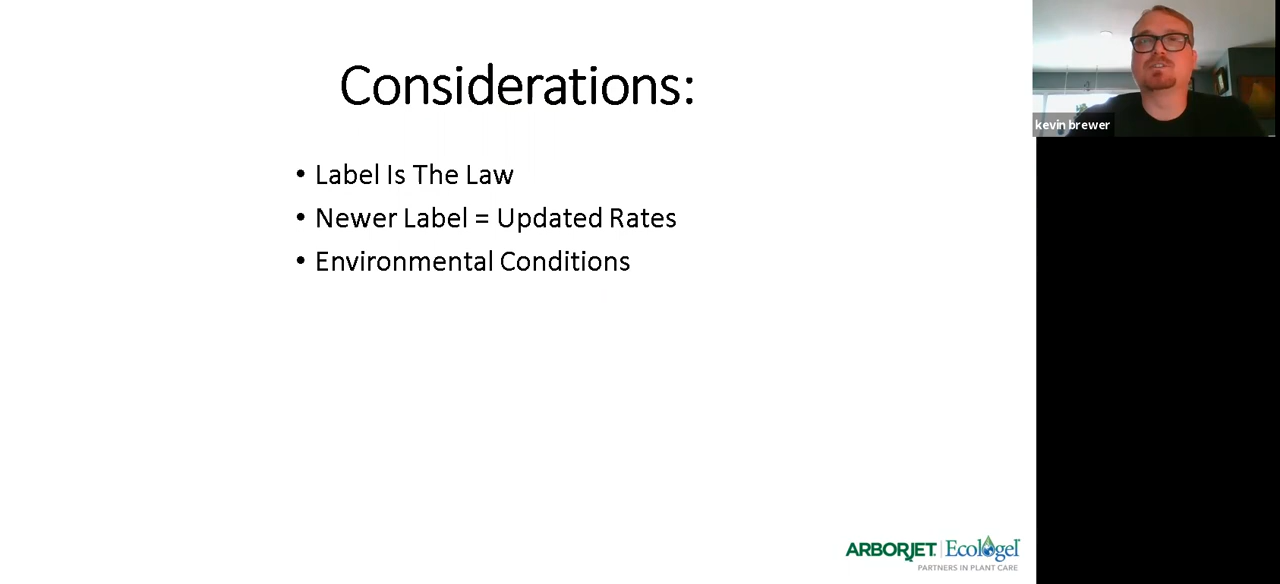 Considerations:
• Label Is The Law
• Newer Label = Updated Rates
• Environmental Conditions
kevin brewer
ARBORJET | Ecologel
PARTNERS IN PLANT CARE